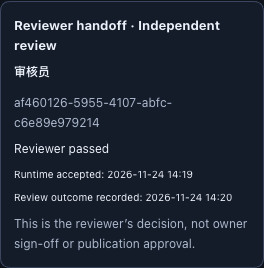 Reviewer handoff · Independent
review
审核员
af460126-5955-4107-abfc-
c6e89e979214
Reviewer passed
Runtime accepted: 2026-11-24 14:19
Review outcome recorded: 2026-11-24 14:20
This is the reviewer’s decision, not owner
sign-off or publication approval.